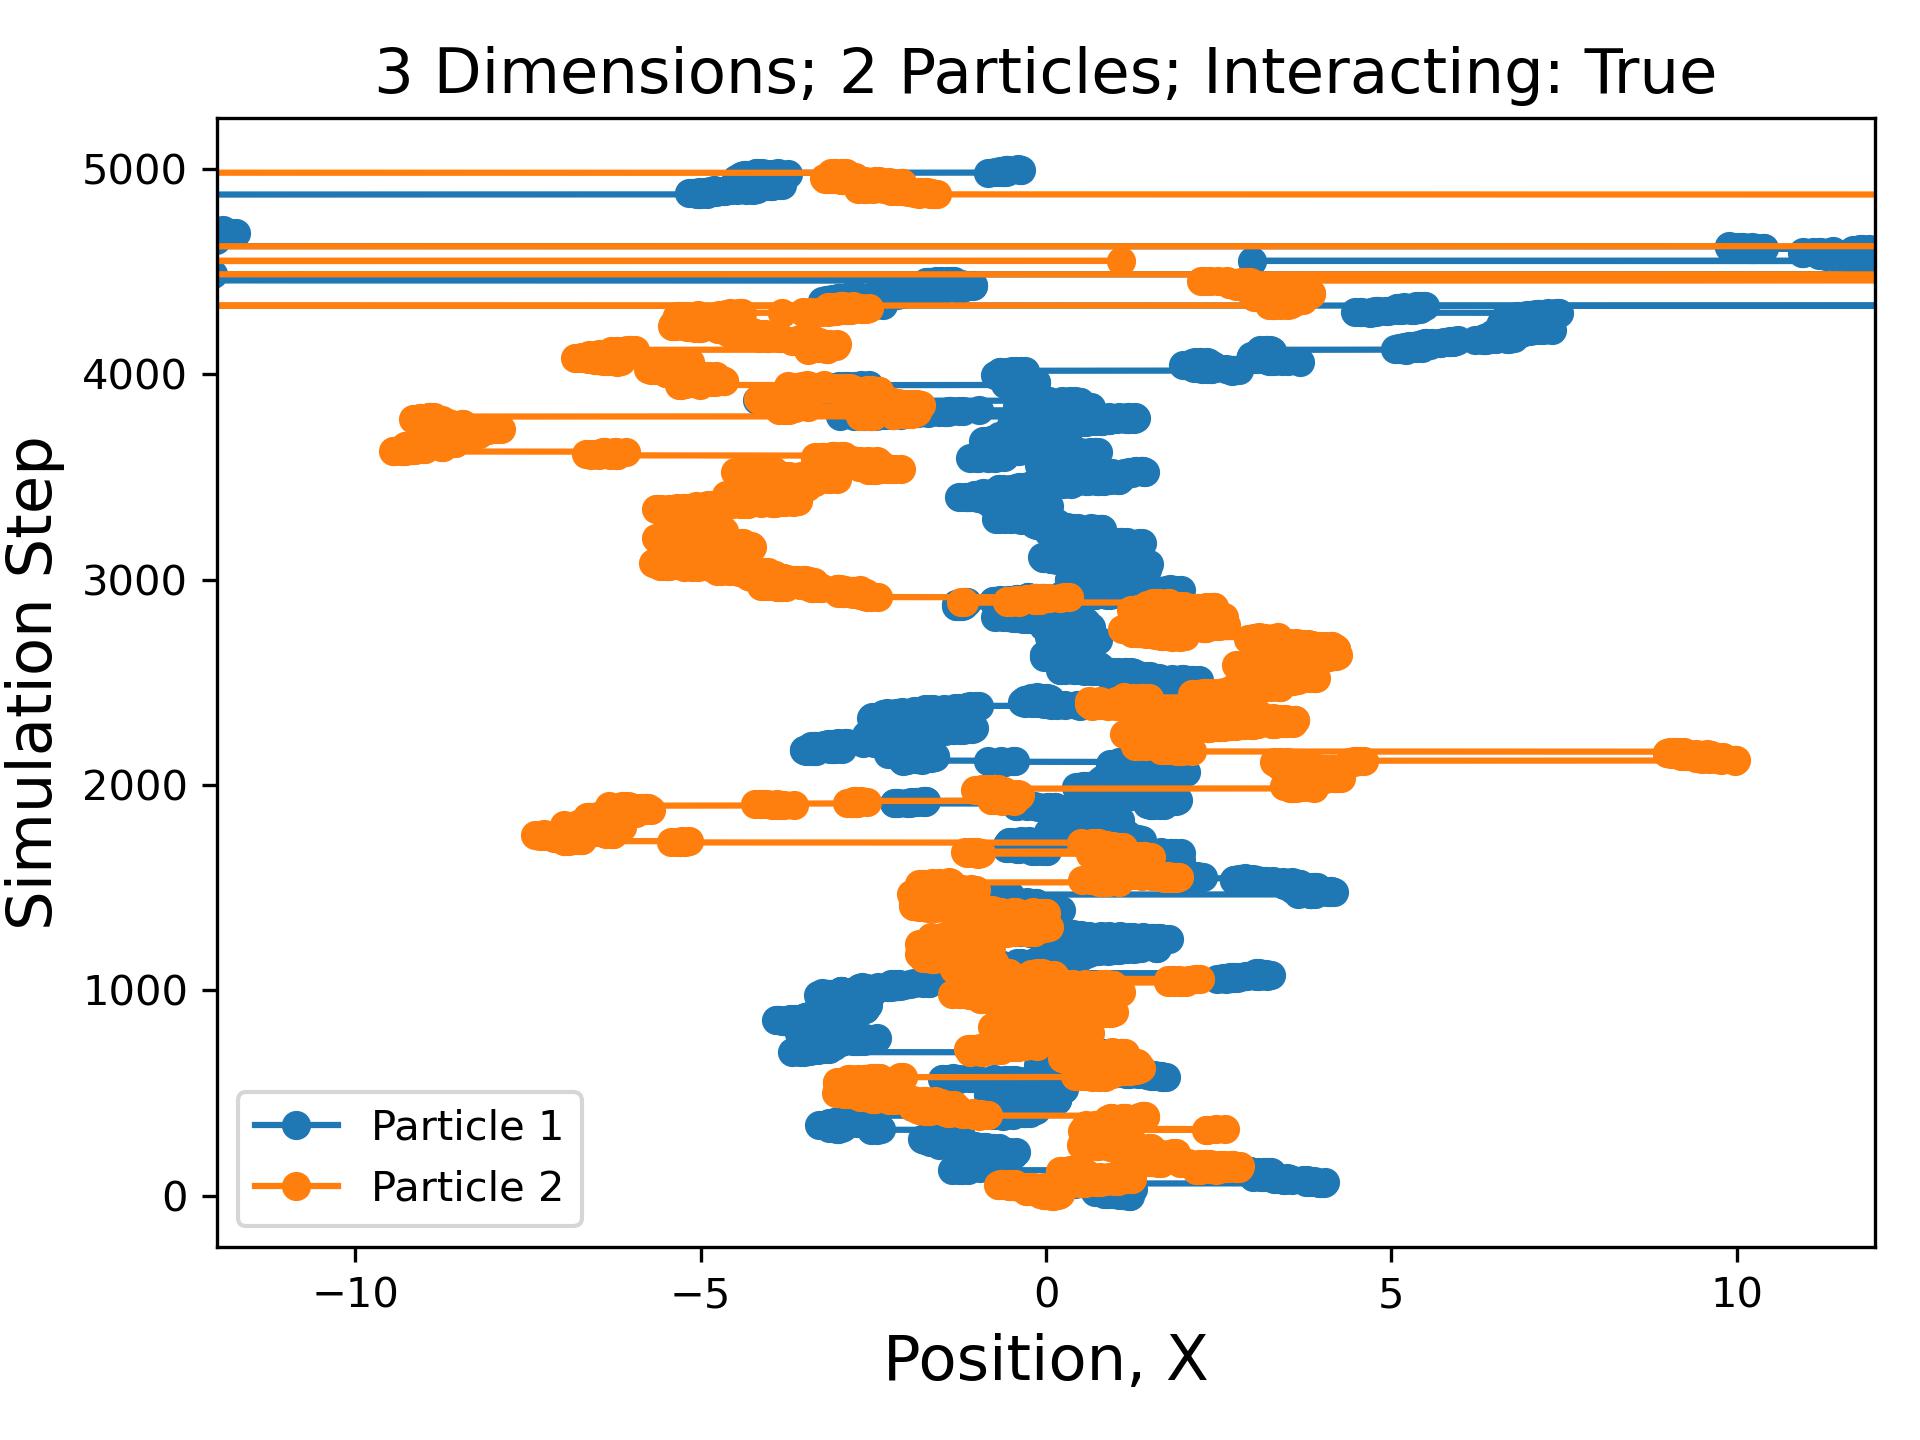 3 Dimensions; 2 Particles; Interacting: True
Simulation Step
5000
4000
3000
2000
1000
0
Particle 1
Particle 2
−10
−5
0
5
10
Position, X